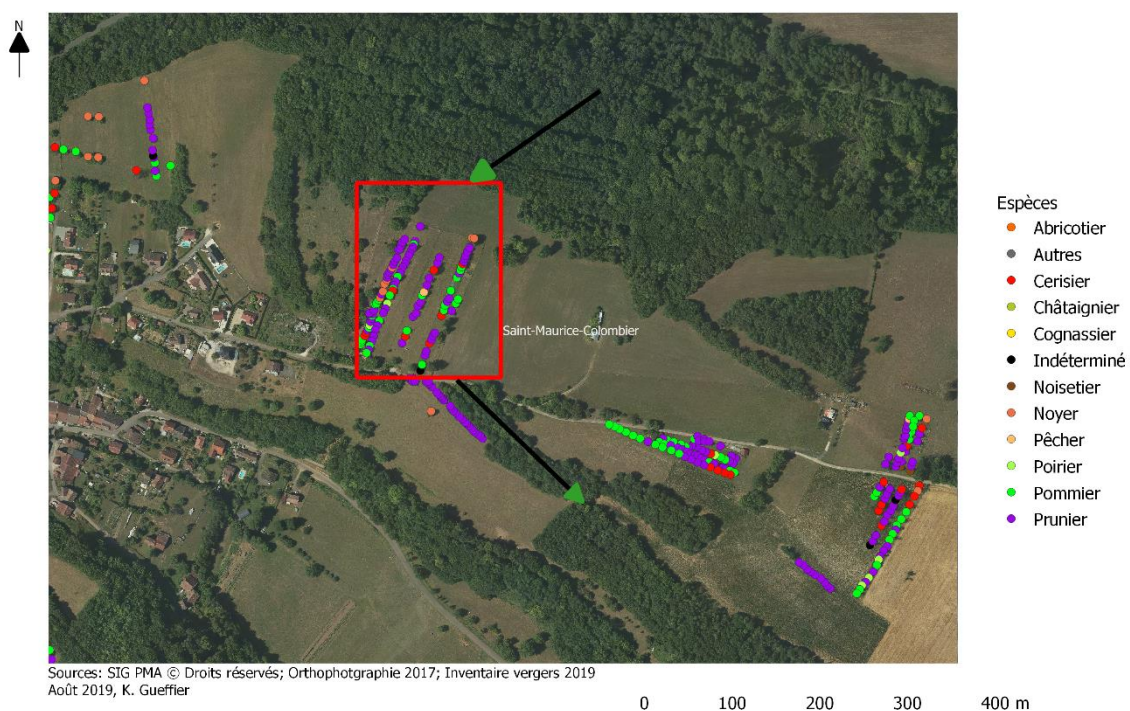 N
Saint-Maurice-Colombier
Espèces
Abricotier
Autres
Cerisier
Châtaignier
Cognassier
Indéterminé
Noisetier
Noyer
Pêcher
Poirier
Pommier
Prunier
Sources: SIG PMA © Droits réservés; Orthophotgraphie 2017; Inventaire vergers 2019
Août 2019, K. Gueffier
0 100 200 300 400 m